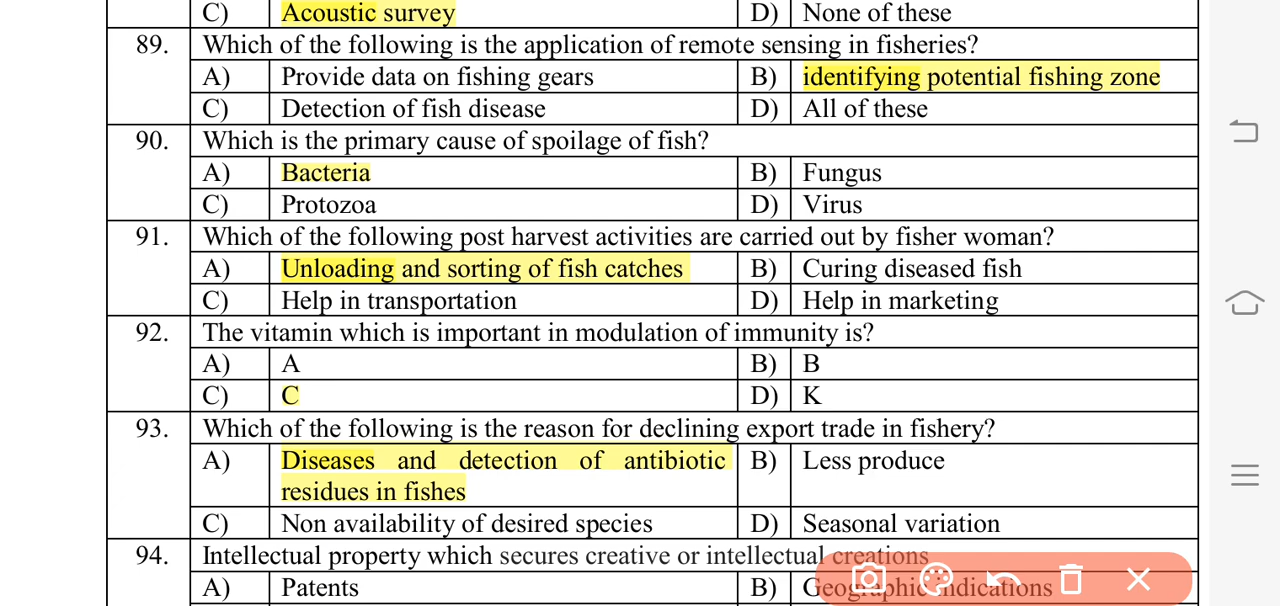 C) Acoustic survey D) None of these
89. Which of the following is the application of remote sensing in fisheries?
A) Provide data on fishing gears B) identifying potential fishing zone
C) Detection of fish disease D) All of these
90. Which is the primary cause of spoilage of fish?
A) Bacteria B) Fungus
C) Protozoa D) Virus
91. Which of the following post harvest activities are carried out by fisher woman?
A) Unloading and sorting of fish catches B) Curing diseased fish
C) Help in transportation D) Help in marketing
92. The vitamin which is important in modulation of immunity is?
A) A B) B
C) C D) K
93. Which of the following is the reason for declining export trade in fishery?
A) Diseases and detection of antibiotic B) Less produce
residues in fishes
C) Non availability of desired species D) Seasonal variation
94. Intellectual property which secures creative or intellectual creations
A) Patents B) Geographic indications